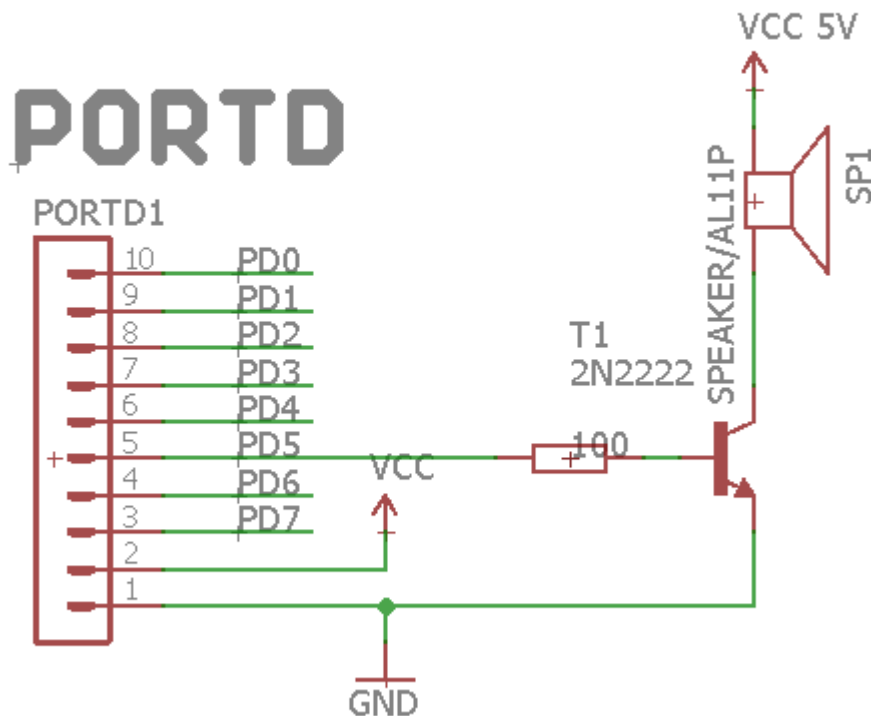 VCC 5V
PORTD
PORTD1
SP1
SPEAKER/AL11P
10 PD0
9 PD1
8 PD2
7 PD3
6 PD4
5 PD5
4 PD6
3 PD7
2
1
T1
2N2222
100
VCC
GND